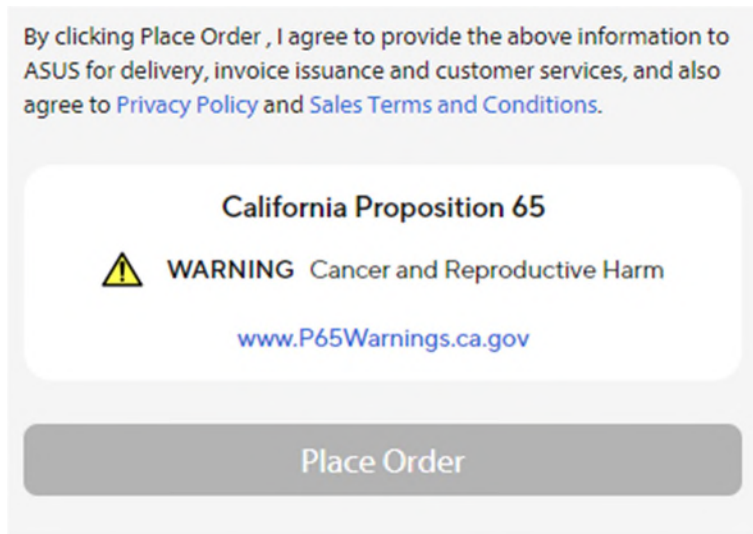 By clicking Place Order , I agree to provide the above information to
ASUS for delivery, invoice issuance and customer services, and also
agree to Privacy Policy and Sales Terms and Conditions.
California Proposition 65
WARNING Cancer and Reproductive Harm
www.P65Warnings.ca.gov
Place Order